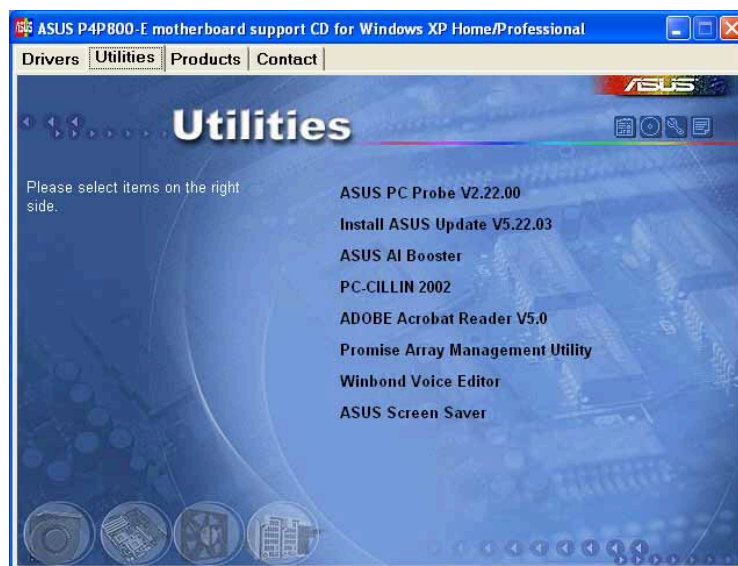 ASUS P4P800-E motherboard support CD for Windows XP Home/Professional
Drivers Utilities Products Contact
ASUS
Utilities
Please select items on the right
side.
ASUS PC Probe V2.22.00
Install ASUS Update V5.22.03
ASUS AI Booster
PC-CILLIN 2002
ADOBE Acrobat Reader V5.0
Promise Array Management Utility
Winbond Voice Editor
ASUS Screen Saver